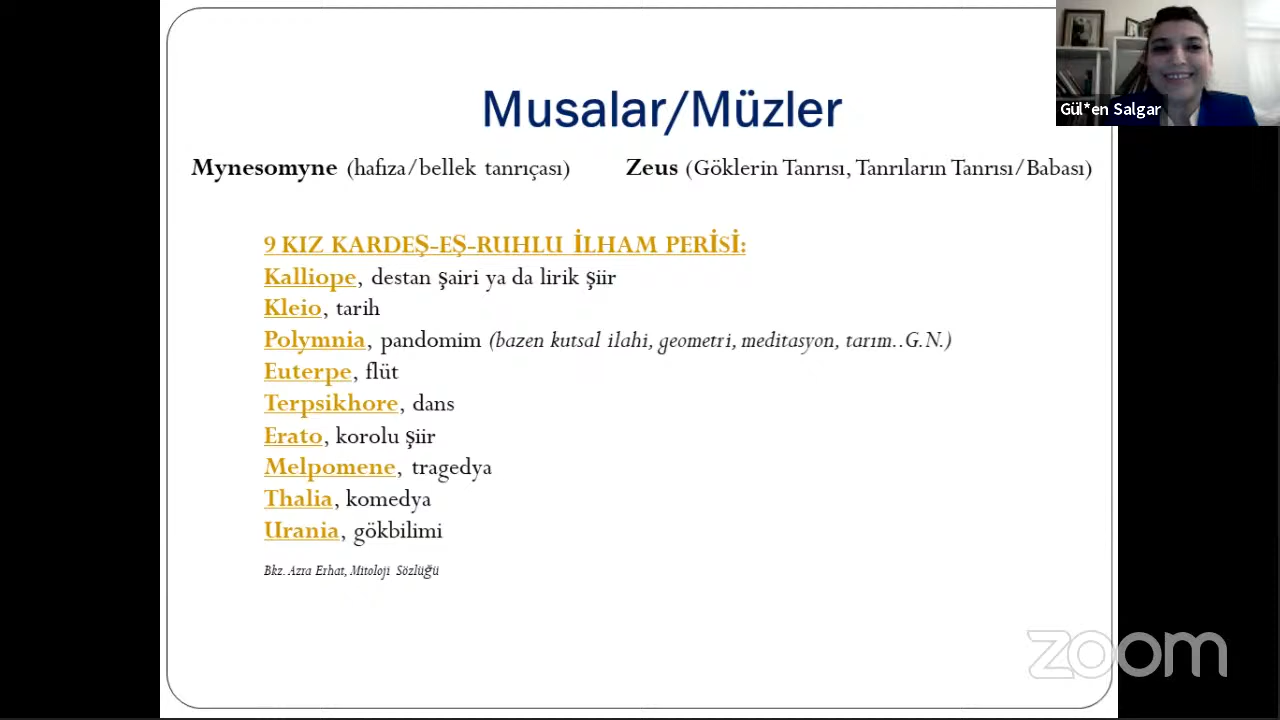 Musalar/Müzler
Gül*en Salgar
Mynesomyne (hafıza/bellek tanrıçası) Zeus (Göklerin Tanrısı, Tanrıların Tanrısı/Babası)
9 KIZ KARDEŞ-EŞ-RUHLU İLHAM PERİSİ:
Kalliope, destan şairi ya da lirik şiir
Kleio, tarih
Polymnia, pandomim (bazen kutsal ilahi, geometri, meditasyon, tarım..G.N.)
Euterpe, flüt
Terpsikhore, dans
Erato, korolu şiir
Melpomene, tragedya
Thalia, komedya
Urania, gökbilimi
Bkz. Azra Erhat, Mitoloji Sözlüğü
zoom